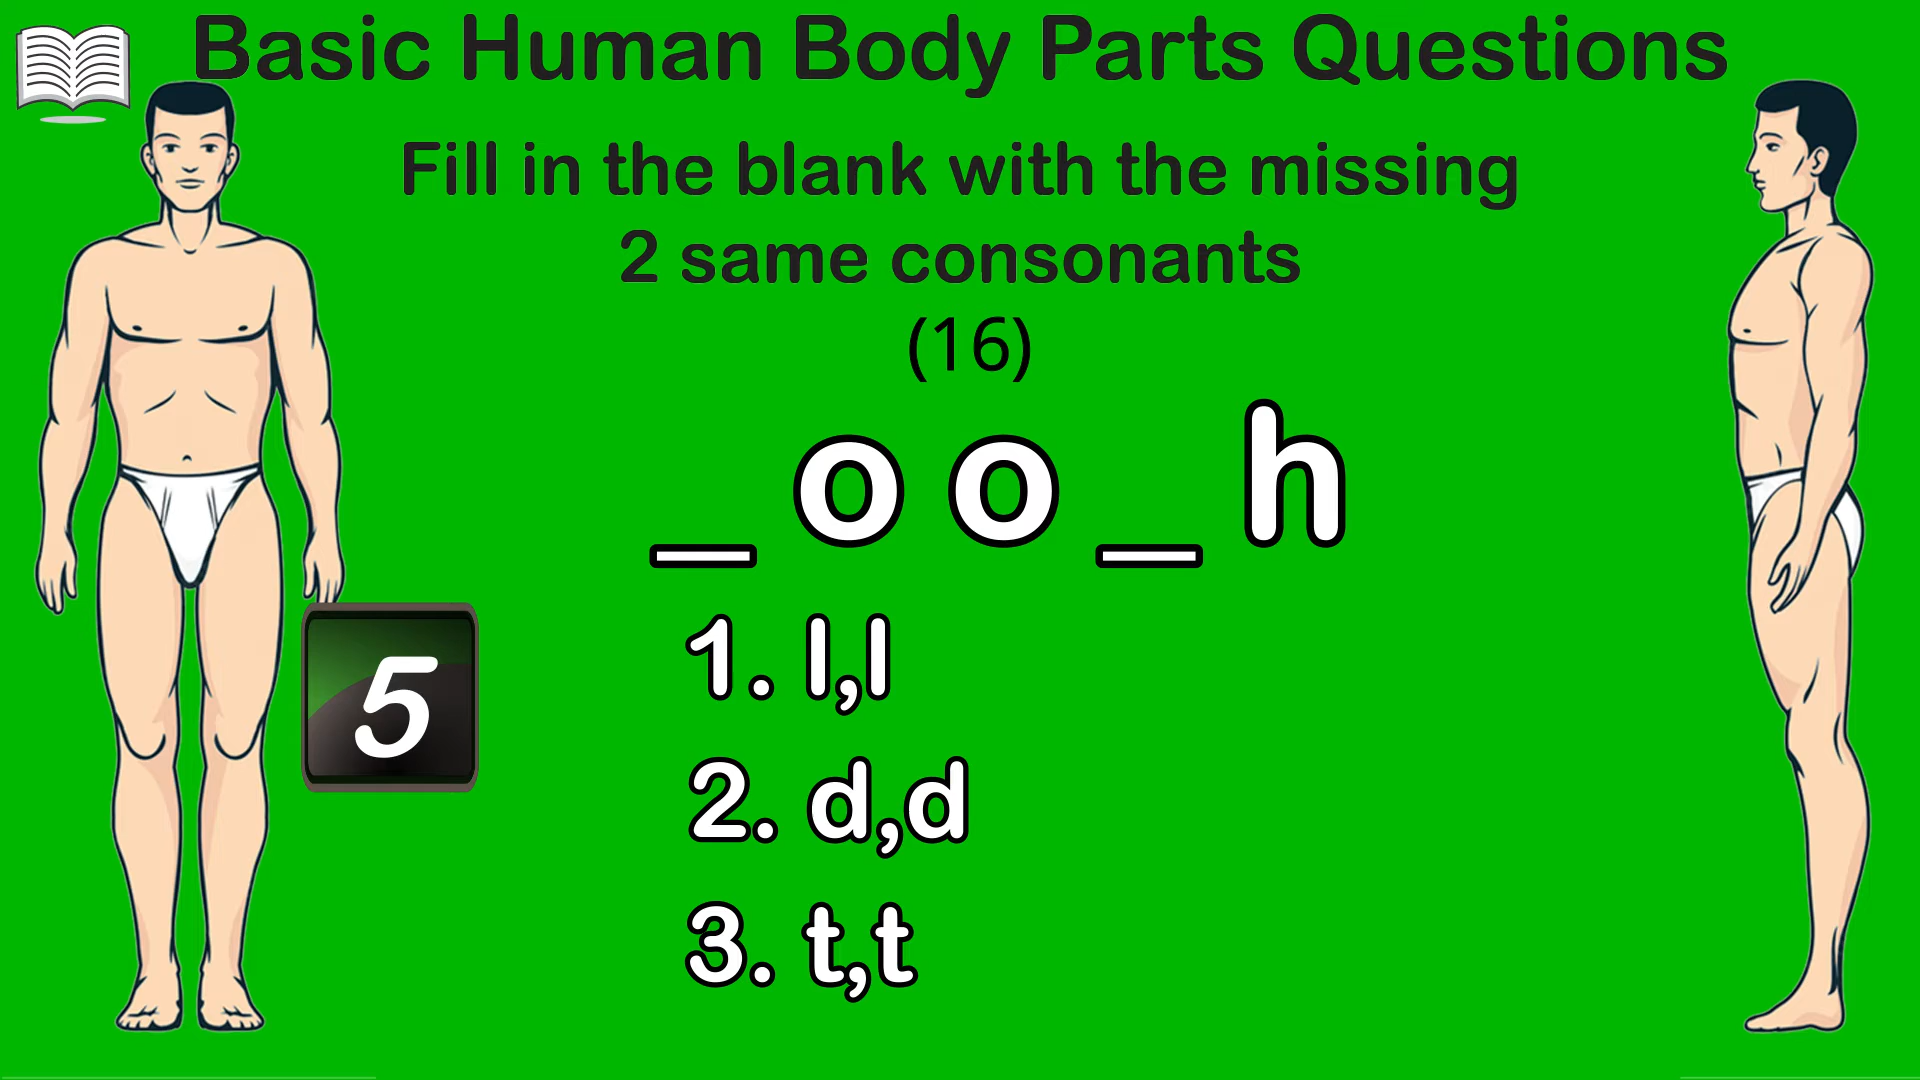 Basic Human Body Parts Questions
Fill in the blank with the missing
2 same consonants
(16)
_ o o _ h
1. l,l
2. d,d
5
3. t,t